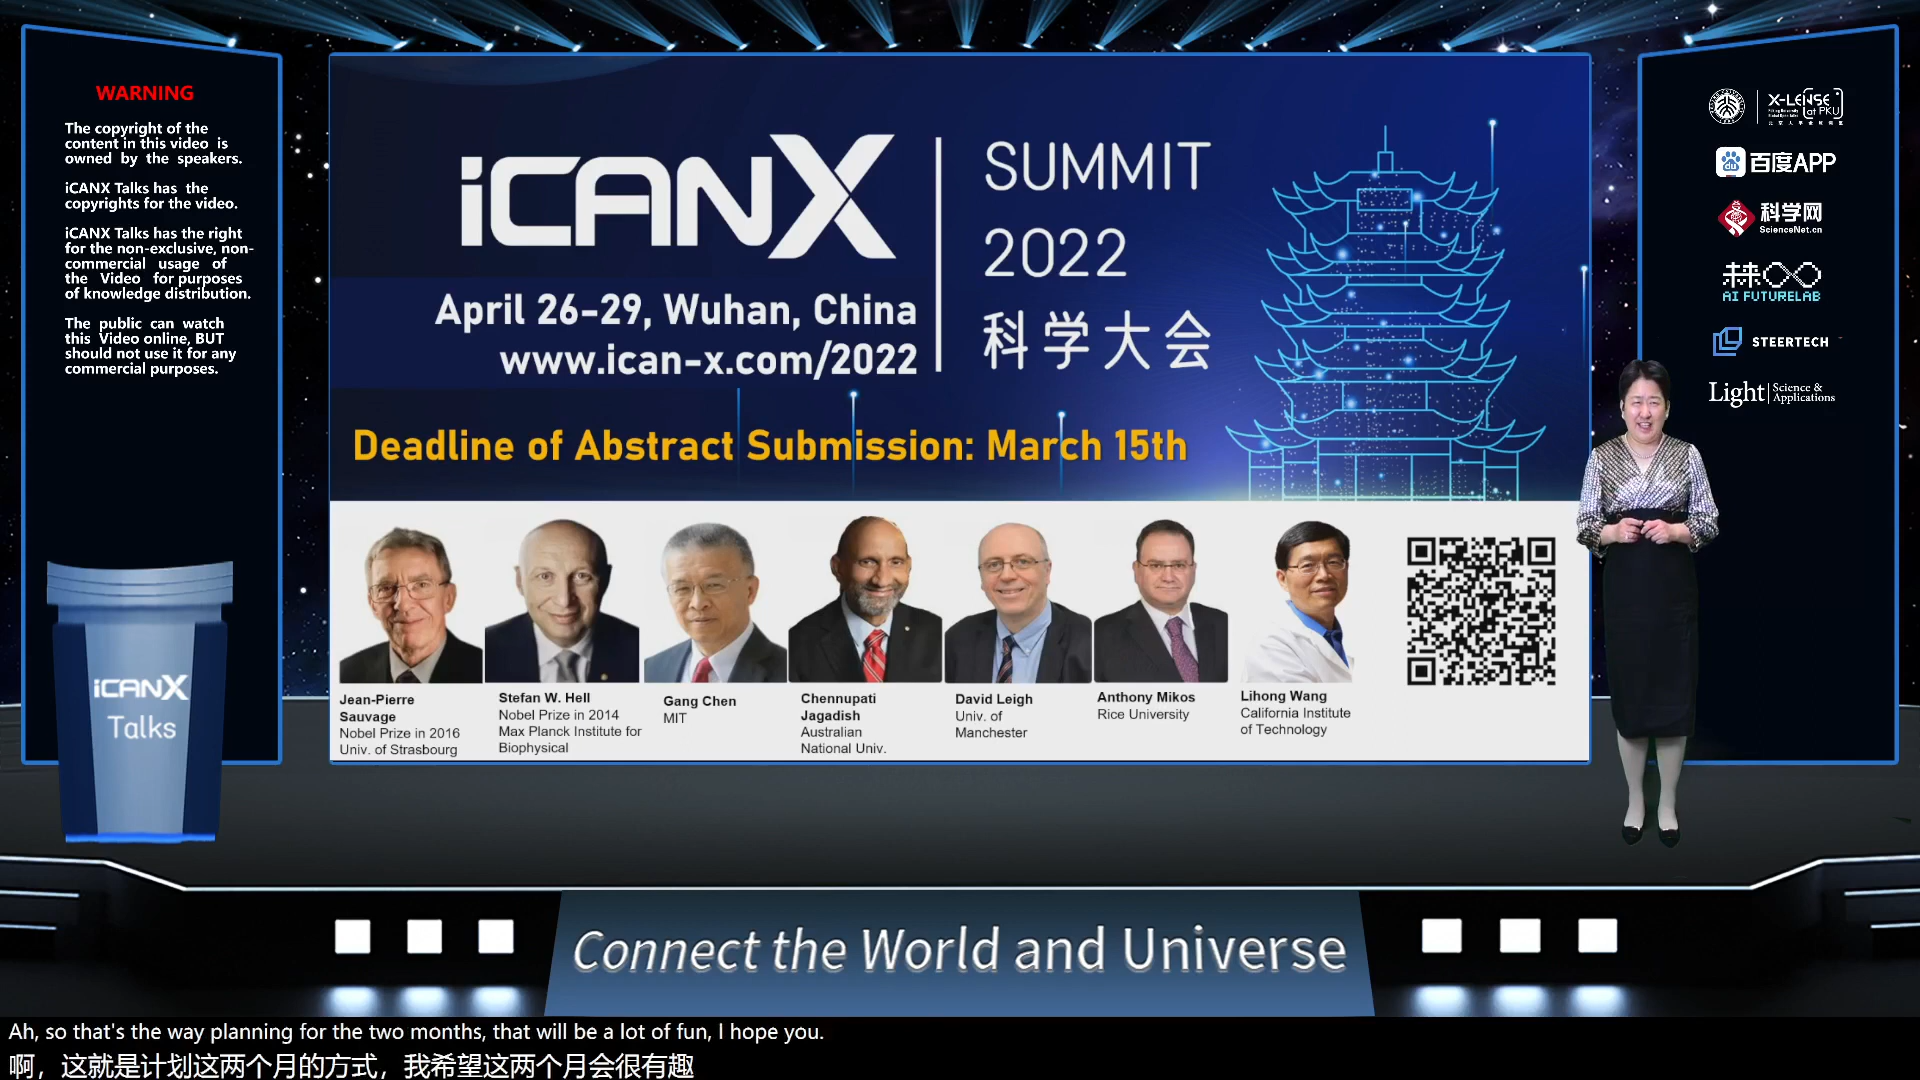 WARNING
The copyright of the
content in this video is
owned by the speakers.
iCANX Talks has the
copyrights for the video.
iCANX Talks has the right
for the non-exclusive, non-
commercial usage of
the Video for purposes
of knowledge distribution.
The public can watch
this Video online, BUT
should not use it for any
commercial purposes.
iCANX
Talks
iCANX
April 26-29, Wuhan, China
www.ican-x.com/2022
SUMMIT
2022
科学大会
Deadline of Abstract Submission: March 15th
Jean-Pierre
Sauvage
Nobel Prize in 2016
Univ. of Strasbourg
Stefan W. Hell
Nobel Prize in 2014
Max Planck Institute for
Biophysical
Gang Chen
MIT
Chennupati
Jagadish
Australian
National Univ.
David Leigh
Univ. of
Manchester
Anthony Mikos
Rice University
Lihong Wang
California Institute
of Technology
X-LENSE
at PKU
百度APP
科学网
ScienceNet.cn
AI FUTURELAB
STEERTECH
Light Science &
Applications
Connect the World and Universe
Ah, so that's the way planning for the two months, that will be a lot of fun, I hope you.
啊，这就是计划这两个月的方式，我希望这两个月会很有趣